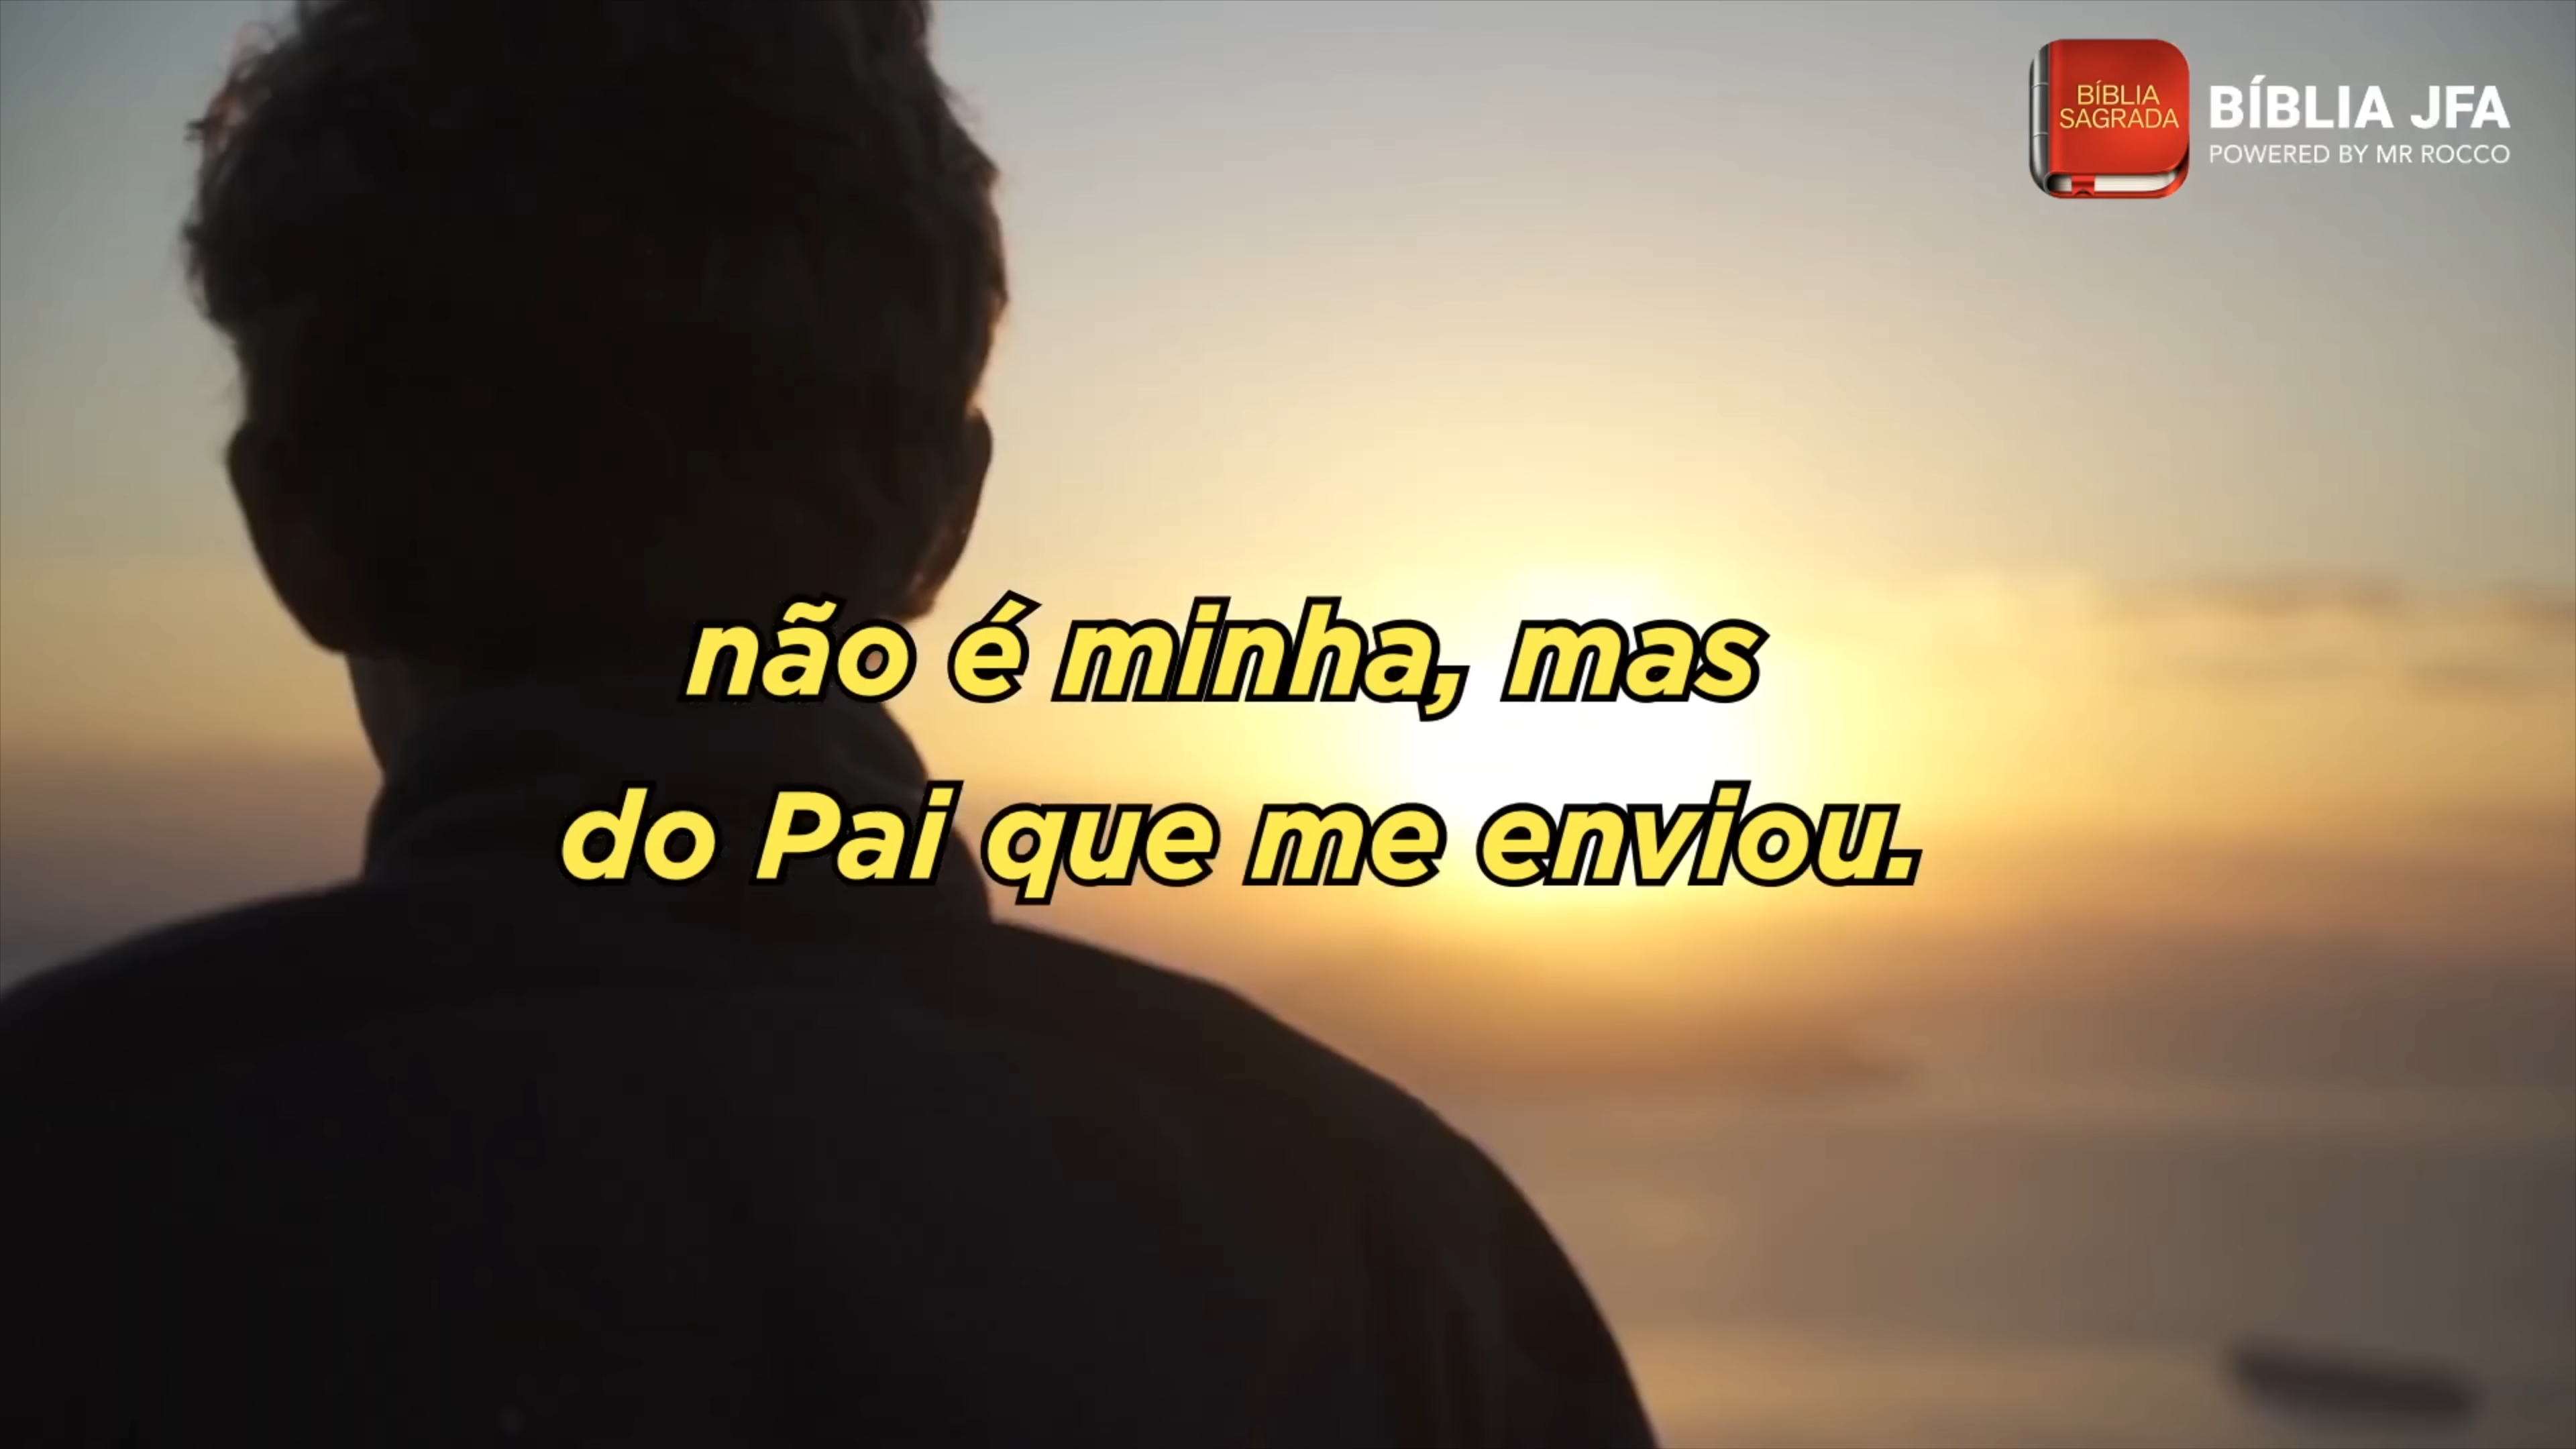 BÍBLIA
SAGRADA
BÍBLIA JFA
POWERED BY MR ROCCO
não é minha, mas
do Pai que me enviou.